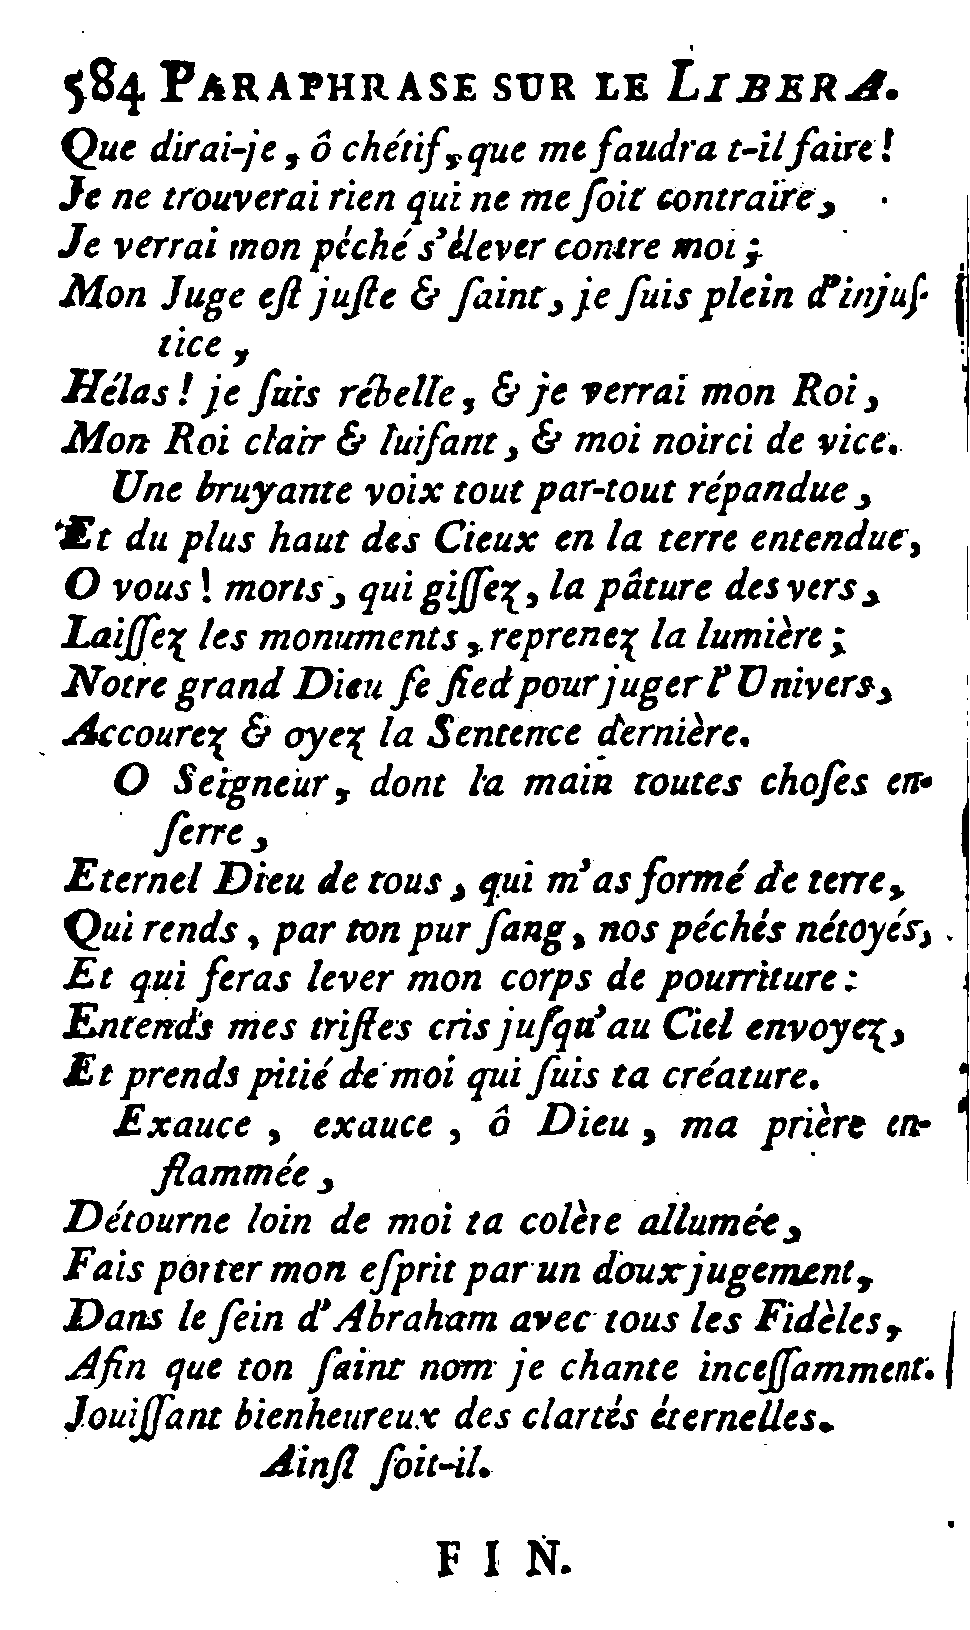 584 PARAPHRASE SUR LE LIBERA.
Que dirai-je, ô chétif, que me faudra t-il faire !
Je ne trouverai rien qui ne me ſoit contraire,
Je verrai mon péché s'élever contre moi ;
Mon Juge eſt juſte & ſaint, je ſuis plein d'injuſ-
tice,
Hélas ! je ſuis rébelle, & je verrai mon Roi,
Mon Roi clair & luiſant, & moi noirci de vice.
Une bruyante voix tout par-tout répandue,
Et du plus haut des Cieux en la terre entendue,
O vous ! morts, qui giſſez, la pâture des vers,
Laiſſez les monuments, reprenez la lumière ;
Notre grand Dieu ſe ſied pour juger l'Univers,
Accourez & oyez la Sentence dernière.
O Seigneur, dont la main toutes choſes en-
ſerre,
Eternel Dieu de tous, qui m'as formé de terre,
Qui rends, par ton pur ſang, nos péchés nétoyés,
Et qui feras lever mon corps de pourriture :
Entends mes triſtes cris juſqu'au Ciel envoyez,
Et prends pitié de moi qui ſuis ta créature.
Exauce, exauce, ô Dieu, ma prière en-
flammée,
Détourne loin de moi ta colère allumée,
Fais porter mon eſprit par un doux jugement,
Dans le ſein d'Abraham avec tous les Fidèles,
Afin que ton ſaint nom je chante inceſſamment.
Jouiſſant bienheureux des clartés éternelles.
Ainſi ſoit-il.
FIN.